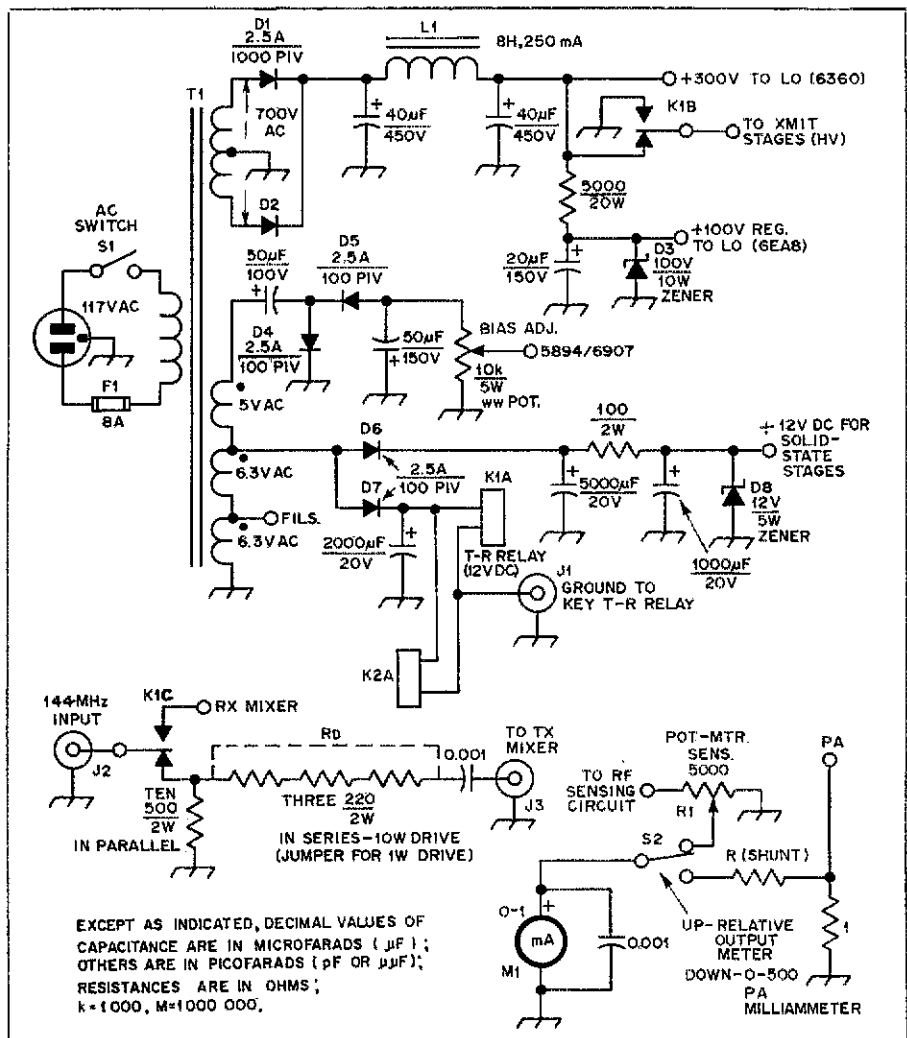 D1
2.5A
1000 PIV
L1
8H, 250 mA
+300V TO LO (6360)
T1
700V
AC
+
40µF
450V
+
40µF
450V
K1B
TO XMIT
STAGES (HV)
D2
5000
20W
AC
SWITCH
S1
117VAC
F1
8A
50µF
100V
+
D5
2.5A
100 PIV
+100V REG.
TO LO (6EA8)
+
20µF
150V
D3
100V
10W
ZENER
D4
2.5A
100 PIV
50µF
150V
+
BIAS ADJ.
5894/6907
10k
5W
WW POT.
5VAC
100
2W
+12V DC FOR
SOLID-
STATE
STAGES
D6
2.5A
100 PIV
D7
K1A
6.3VAC
FILS.
6.3VAC
+
2000µF
20V
T-R RELAY
(12VDC)
+
5000µF
20V
+
1000µF
20V
D8
12V
5W
ZENER
J1
GROUND TO
KEY T-R RELAY
K2A
144-MHz
INPUT
J2
K1C
RX MIXER
RD
0.001
TO TX
MIXER
J3
TEN
500
2W
IN PARALLEL
THREE 220
2W
IN SERIES-10W DRIVE
(JUMPER FOR 1W DRIVE)
POT.-MTR.
SENS.
5000
R1
PA
TO RF
SENSING
CIRCUIT
S2
R (SHUNT)
0-1
+
mA
M1
0.001
1
UP-RELATIVE
OUTPUT
METER
DOWN-0-500
PA
MILLIAMMETER
EXCEPT AS INDICATED, DECIMAL VALUES OF
CAPACITANCE ARE IN MICROFARADS (µF);
OTHERS ARE IN PICOFARADS (pF OR µµF);
RESISTANCES ARE IN OHMS;
k=1000, M=1000 000.